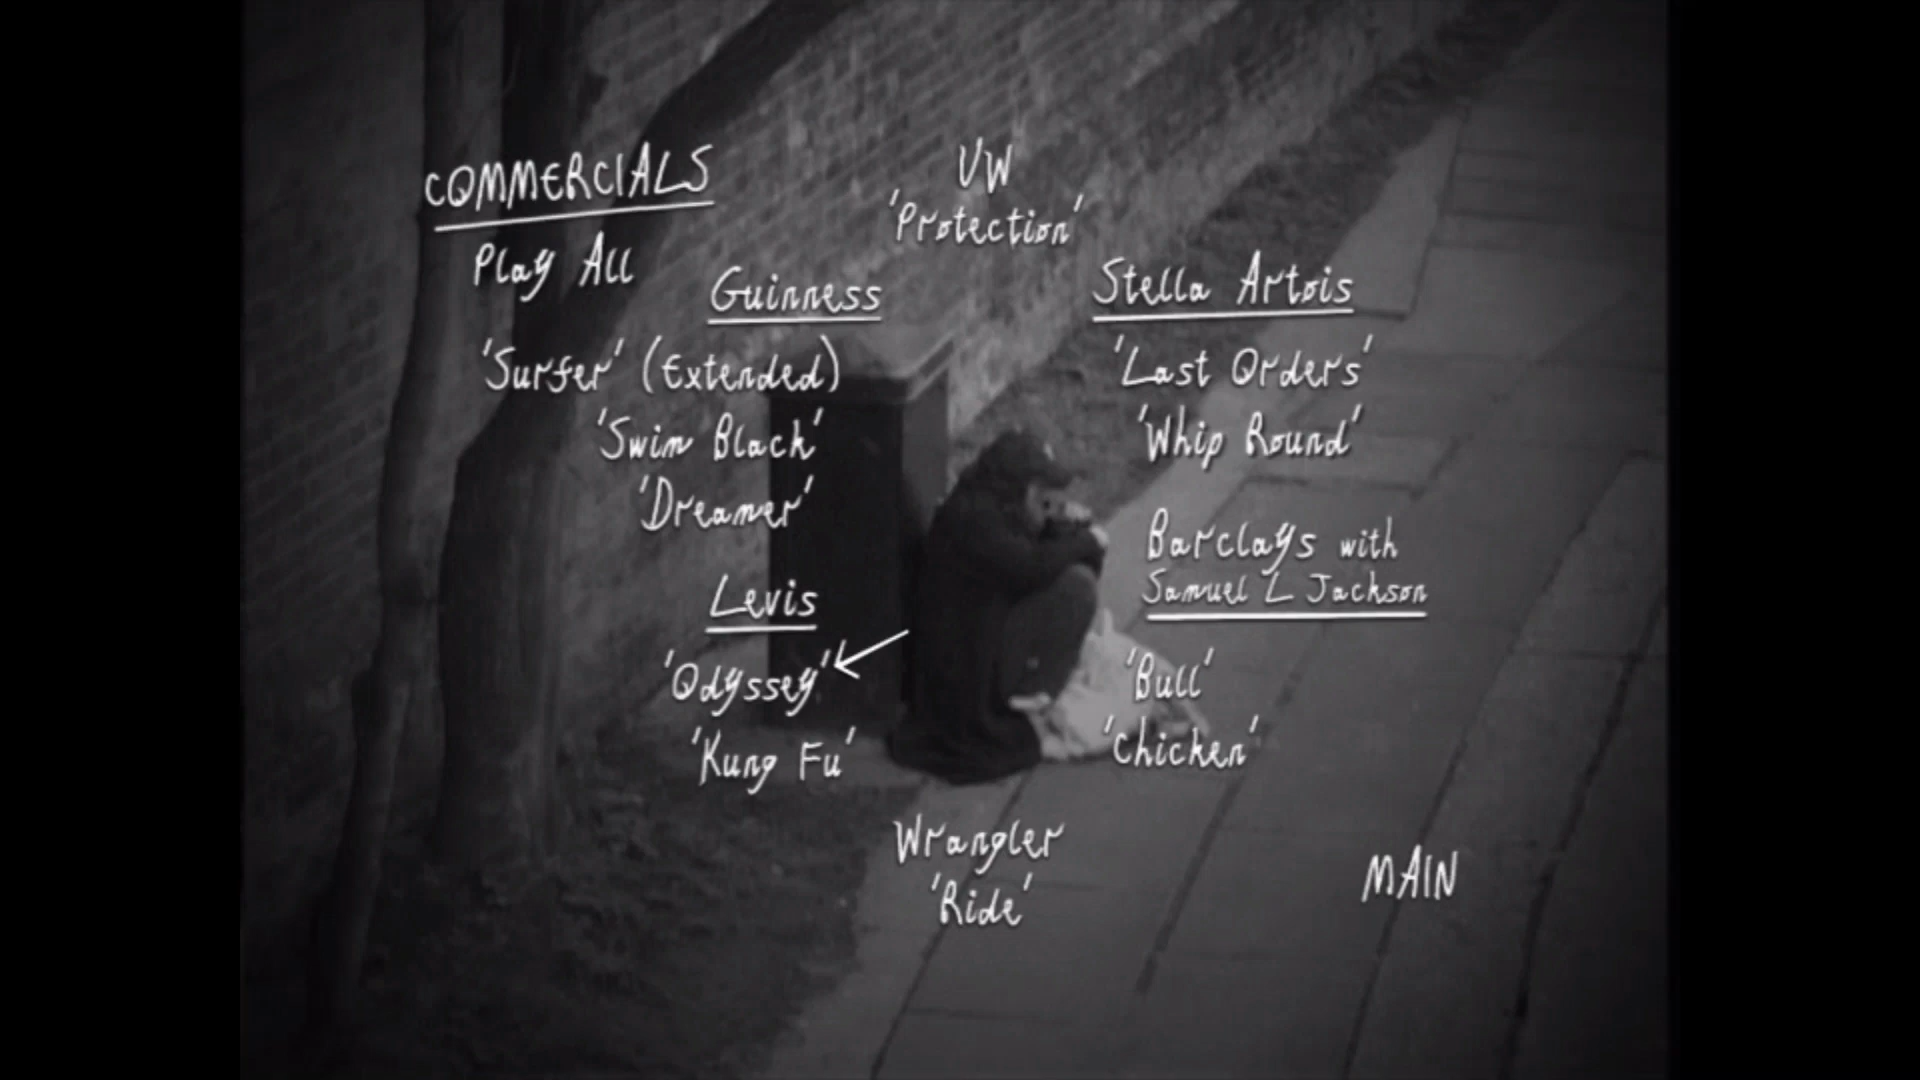 COMMERCIALS
Play All
VW
'Protection'
Guinness
'Surfer' (Extended)
'Swim Black'
'Dreamer'
Levis
'Odyssey'
'Kung Fu'
Stella Artois
'Last Orders'
'Whip Round'
Barclays with
Samuel L Jackson
'Bull'
'Chicken'
Wrangler
'Ride'
MAIN